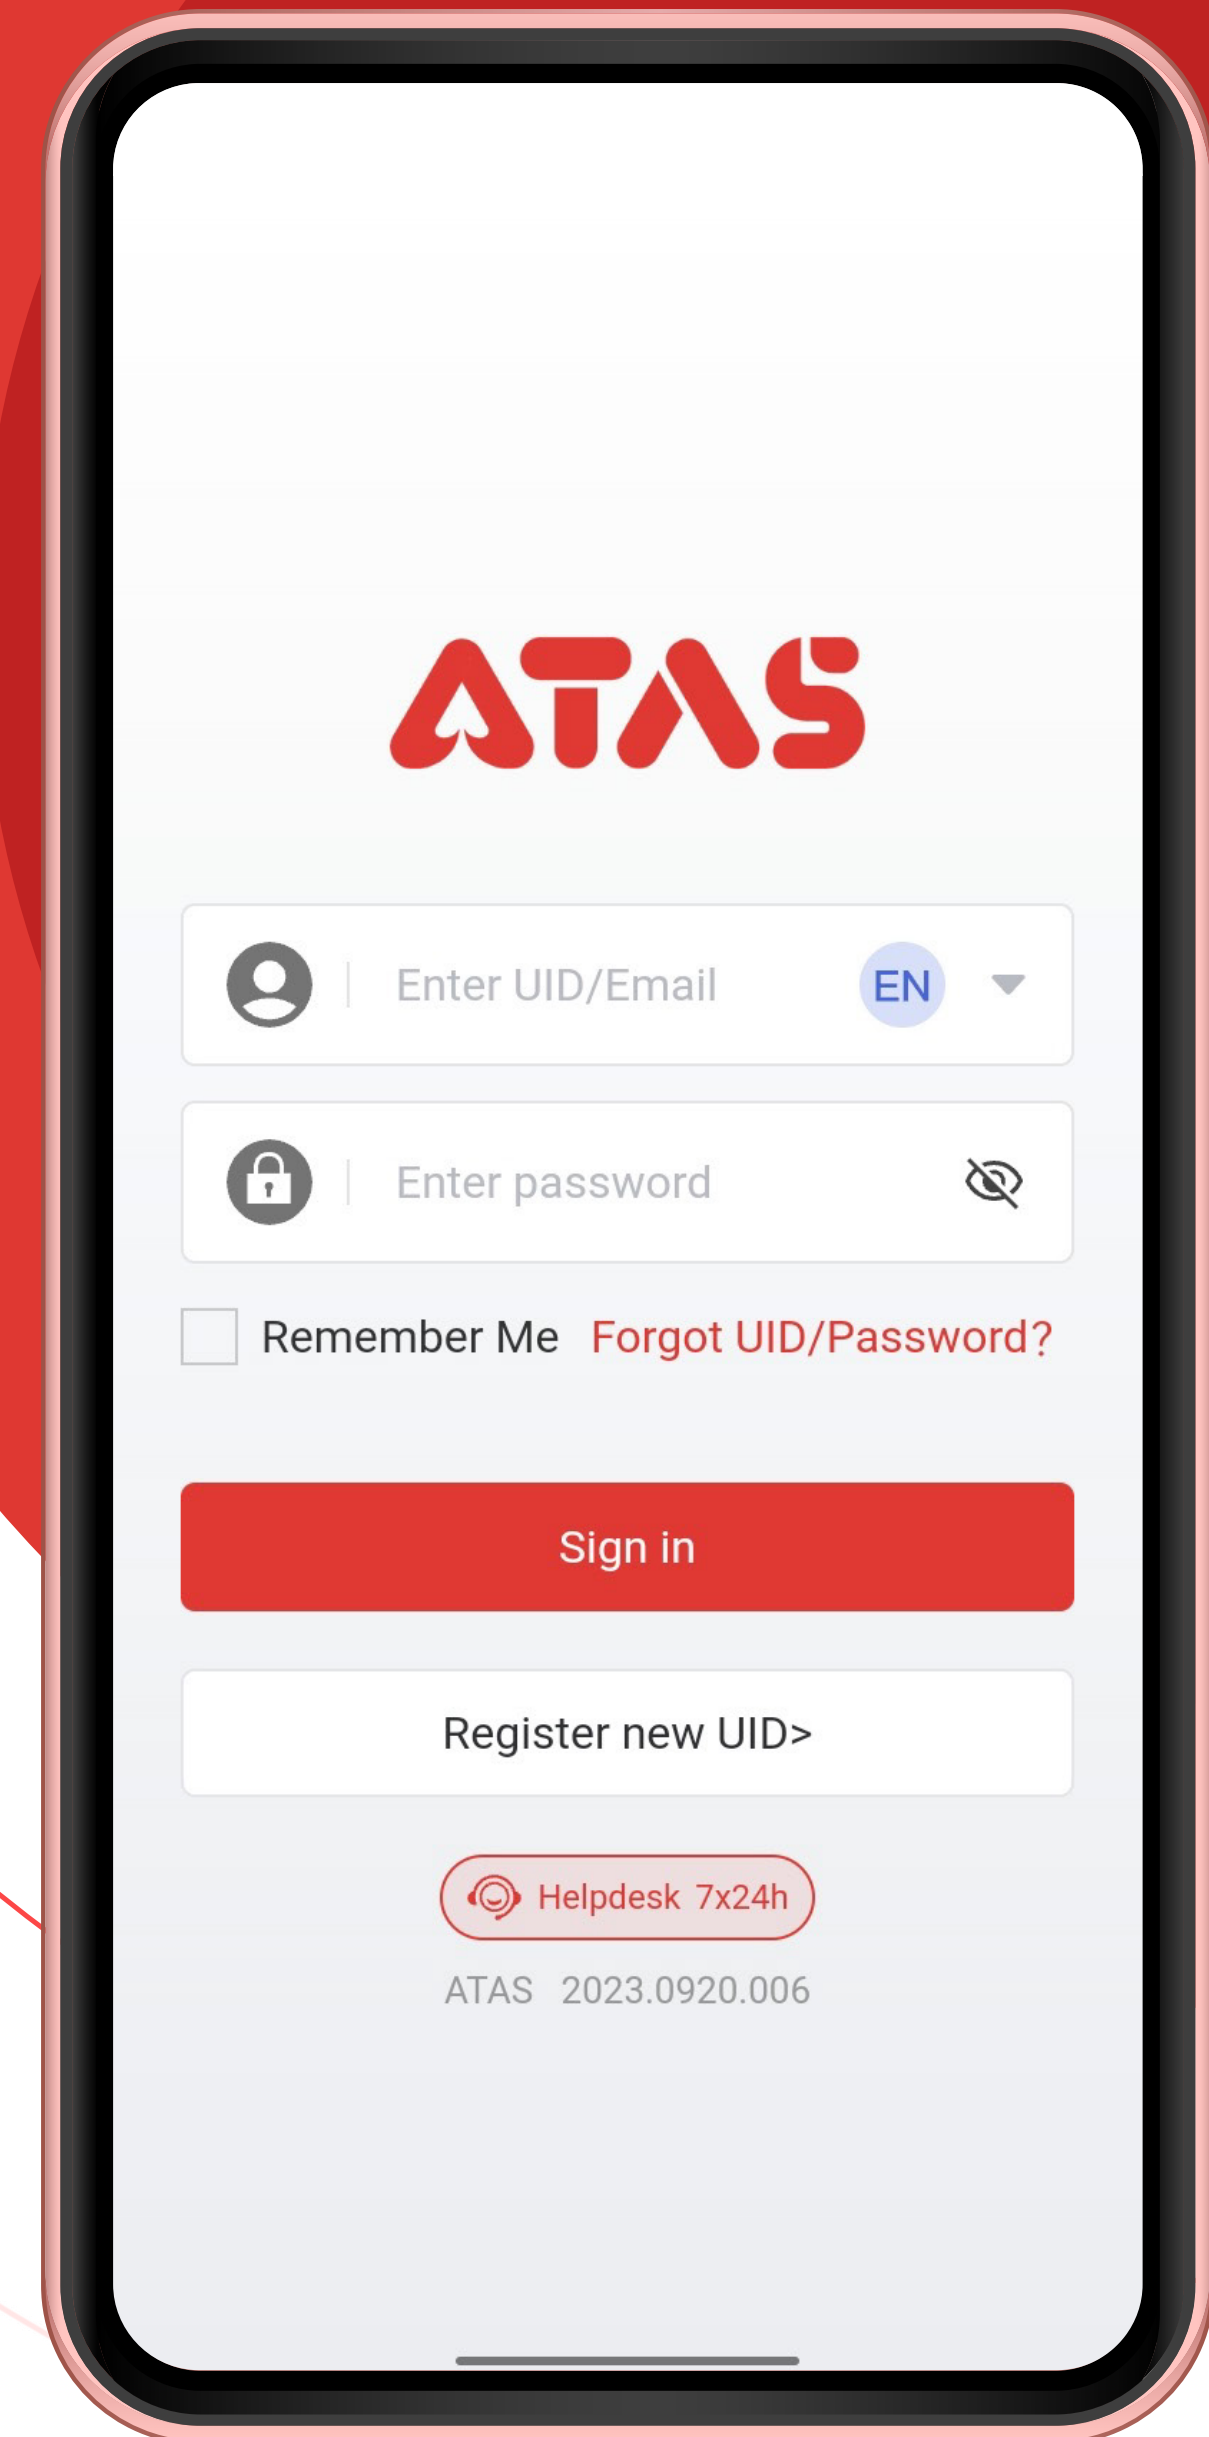 ATAS
Enter UID/Email EN
Enter password
Remember Me Forgot UID/Password?
Sign in
Register new UID>
Helpdesk 7x24h
ATAS 2023.0920.006